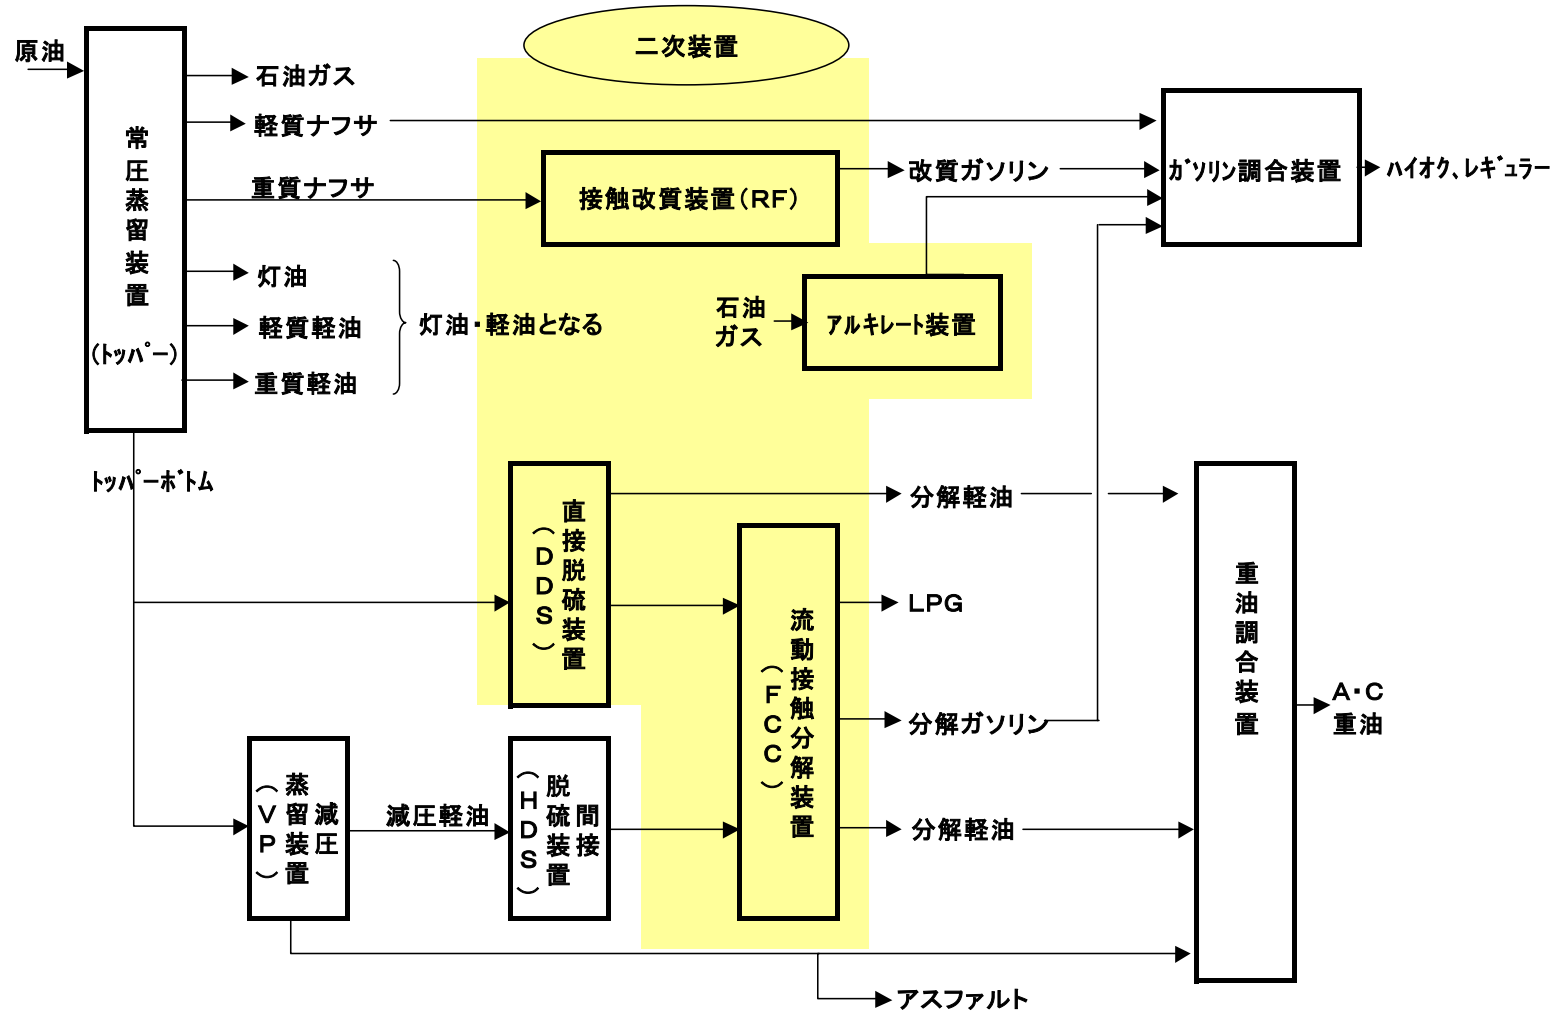 二次装置
原油
石油ガス
軽質ナフサ
重質ナフサ
灯油
軽質軽油
重質軽油
常圧蒸留装置
(トッパー)
灯油・軽油となる
接触改質装置(RF)
改質ガソリン
ガソリン調合装置
ハイオク、レギュラー
石油
ガス
アルキレート装置
トッパーボトム
直接脱硫装置
(DDS)
分解軽油
流動接触分解装置
(FCC)
LPG
分解ガソリン
分解軽油
重油調合装置
A・C
重油
減圧
蒸留装置
(VP)
減圧軽油
間接
脱硫装置
(HDS)
アスファルト